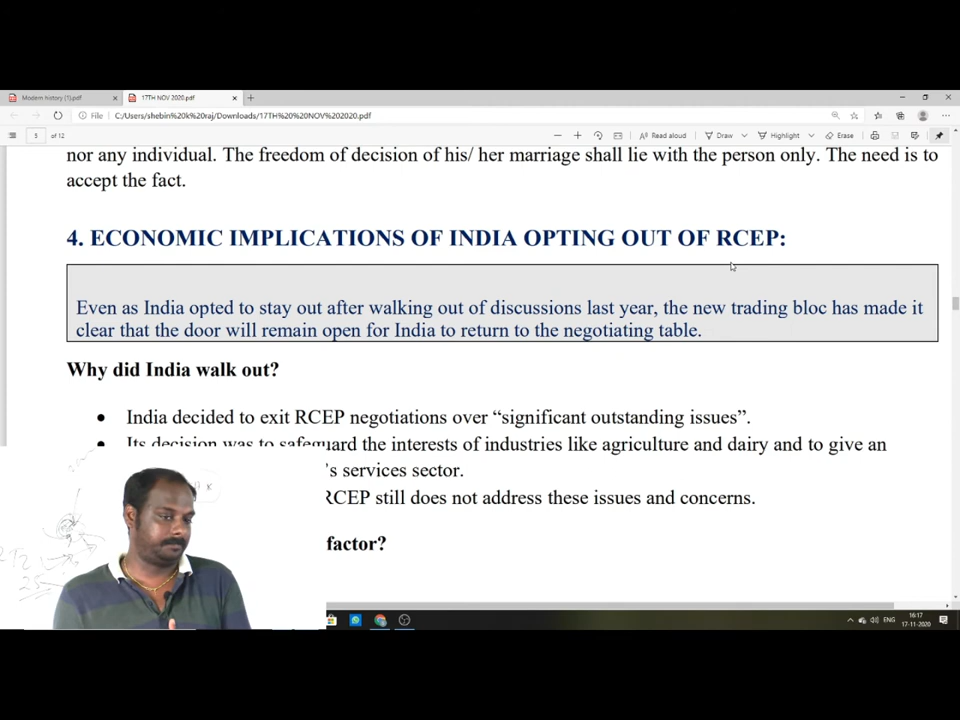 Modern history (1).pdf
17TH NOV 2020.pdf
File C:/Users/shebin%20k%20raj/Downloads/17TH%20%20NOV%202020.pdf
5 of 12
Read aloud Draw Highlight Erase
nor any individual. The freedom of decision of his/ her marriage shall lie with the person only. The need is to
accept the fact.
4. ECONOMIC IMPLICATIONS OF INDIA OPTING OUT OF RCEP:
Even as India opted to stay out after walking out of discussions last year, the new trading bloc has made it
clear that the door will remain open for India to return to the negotiating table.
Why did India walk out?
• India decided to exit RCEP negotiations over “significant outstanding issues”.
• Its decision was to safeguard the interests of industries like agriculture and dairy and to give an
's services sector.
RCEP still does not address these issues and concerns.
factor?
ENG
16:17
17-11-2020